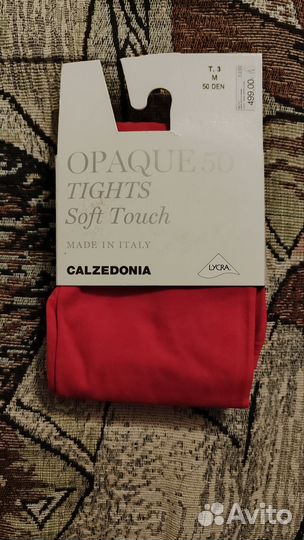 T. 3
M
50 DEN
499.00
OPAQUE 50
TIGHTS
Soft Touch
MADE IN ITALY
CALZEDONIA
LYCRA
Avito